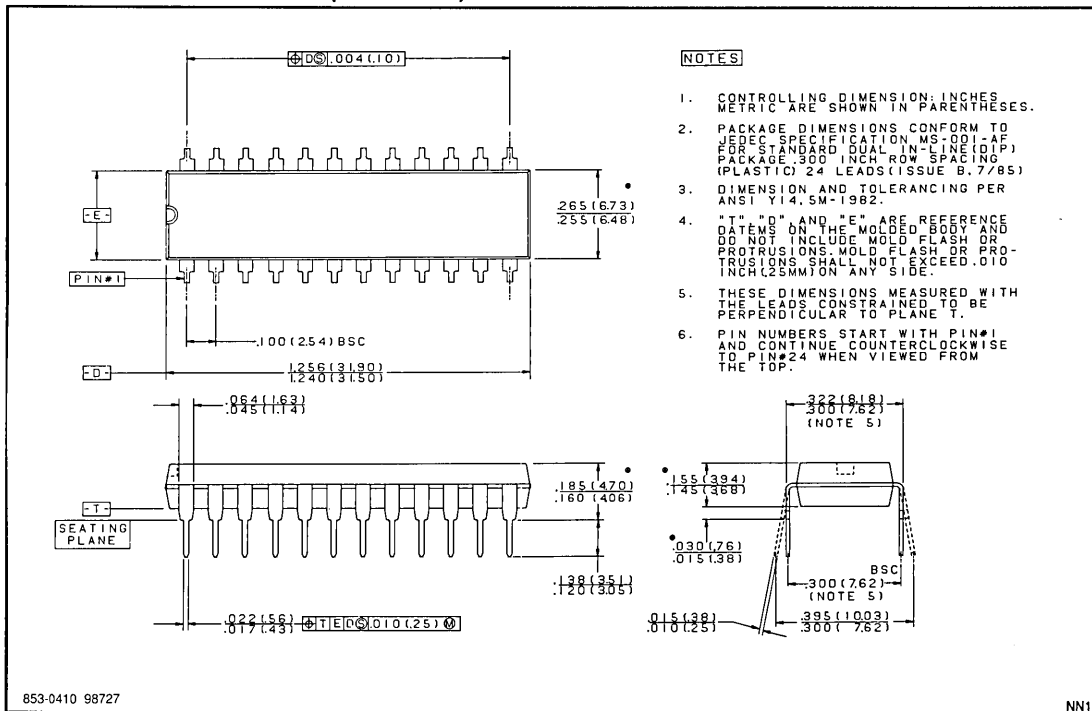 ⌖ D Ⓢ .004 (.10)
NOTES
1. CONTROLLING DIMENSION: INCHES
METRIC ARE SHOWN IN PARENTHESES.
2. PACKAGE DIMENSIONS CONFORM TO
JEDEC SPECIFICATION MS-001-AF
FOR STANDARD DUAL IN-LINE (DIP)
PACKAGE .300 INCH ROW SPACING
(PLASTIC) 24 LEADS (ISSUE B, 7/85)
3. DIMENSION AND TOLERANCING PER
ANSI Y14.5M-1982.
4. "T", "D", AND "E" ARE REFERENCE
DATEMS ON THE MOLDED BODY AND
DO NOT INCLUDE MOLD FLASH OR
PROTRUSIONS. MOLD FLASH OR PRO-
TRUSIONS SHALL NOT EXCEED .010
INCH (.25MM) ON ANY SIDE.
5. THESE DIMENSIONS MEASURED WITH
THE LEADS CONSTRAINED TO BE
PERPENDICULAR TO PLANE T.
6. PIN NUMBERS START WITH PIN#1
AND CONTINUE COUNTERCLOCKWISE
TO PIN#24 WHEN VIEWED FROM
THE TOP.
-E-
.265 (6.73)
.255 (6.48)
PIN#1
.100 (2.54) BSC
-D-
1.256 (31.90)
1.240 (31.50)
.064 (1.63)
.045 (1.14)
.322 (8.18)
.300 (7.62)
(NOTE 5)
.185 (4.70)
.160 (4.06)
.155 (3.94)
.145 (3.68)
-T-
SEATING
PLANE
.030 (.76)
.015 (.38)
.138 (3.51)
.120 (3.05)
BSC
.300 (7.62)
(NOTE 5)
.022 (.56)
.017 (.43)
⌖ T E D Ⓢ .010 (.25) Ⓜ
.015 (.38)
.010 (.25)
.395 (10.03)
.300 (7.62)
853-0410 98727
NN1